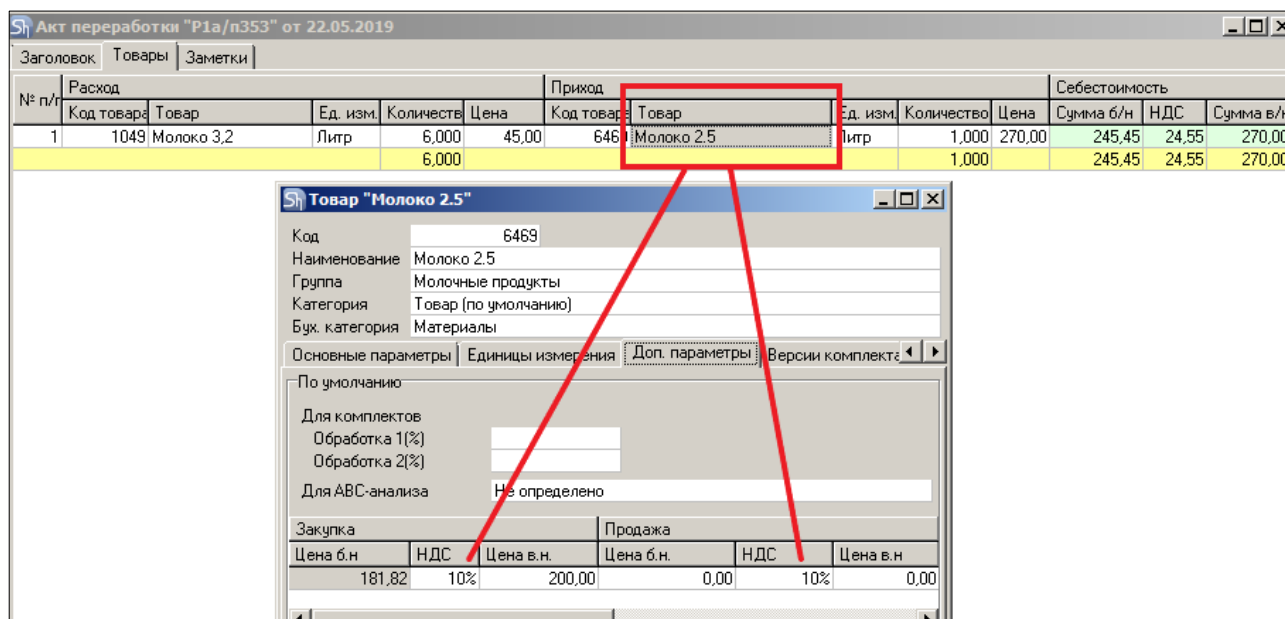 Sh Акт переработки "Р1а/п353" от 22.05.2019
Заголовок Товары Заметки
№ п/п Расход Приход Себестоимость
Код товара Товар Ед. изм. Количеств Цена Код товара Товар Ед. изм. Количество Цена Сумма б/н НДС Сумма в/н
1 1049 Молоко 3,2 Литр 6,000 45,00 6469 Молоко 2.5 Литр 1,000 270,00 245,45 24,55 270,00
6,000 1,000 245,45 24,55 270,00
Sh Товар "Молоко 2.5"
Код 6469
Наименование Молоко 2.5
Группа Молочные продукты
Категория Товар (по умолчанию)
Бух. категория Материалы
Основные параметры Единицы измерения Доп. параметры Версии комплекта
По умолчанию
Для комплектов
Обработка 1(%)
Обработка 2(%)
Для АВС-анализа Не определено
Закупка Продажа
Цена б.н НДС Цена в.н. Цена б.н. НДС Цена в.н
181,82 10% 200,00 0,00 10% 0,00